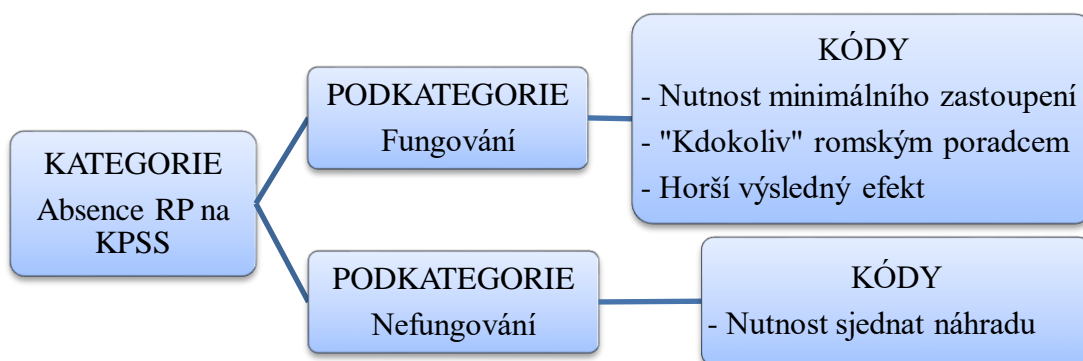 KATEGORIE
Absence RP na
KPSS
PODKATEGORIE
Fungování
KÓDY
- Nutnost minimálního zastoupení
- "Kdokoliv" romským poradcem
- Horší výsledný efekt
PODKATEGORIE
Nefungování
KÓDY
- Nutnost sjednat náhradu